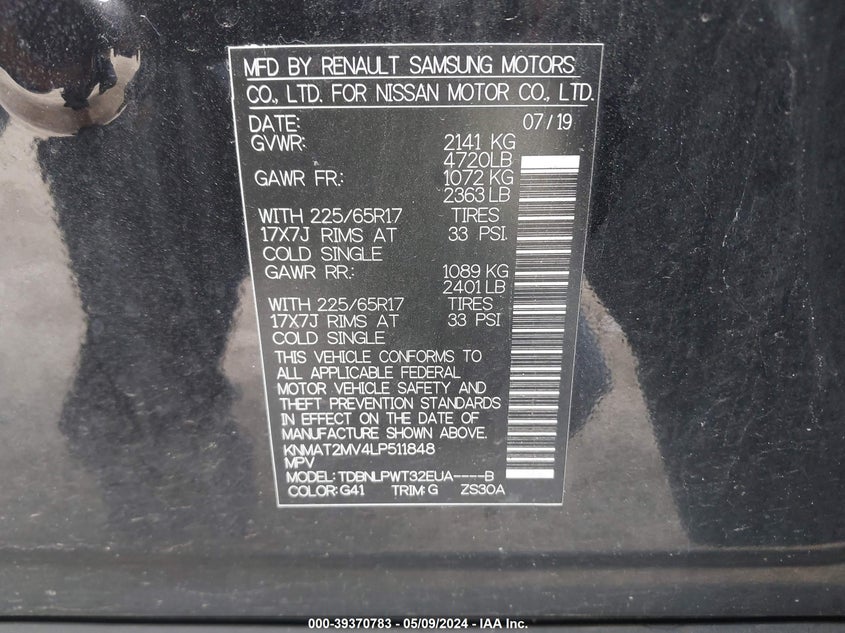 MFD BY RENAULT SAMSUNG MOTORS
CO., LTD. FOR NISSAN MOTOR CO., LTD.
DATE: 07/19
GVWR: 2141 KG
4720LB
GAWR FR.: 1072 KG
2363 LB
WITH 225/65R17 TIRES
17X7J RIMS AT 33 PSI
COLD SINGLE
GAWR RR.: 1089 KG
2401 LB
WITH 225/65R17 TIRES
17X7J RIMS AT 33 PSI
COLD SINGLE
THIS VEHICLE CONFORMS TO
ALL APPLICABLE FEDERAL
MOTOR VEHICLE SAFETY AND
THEFT PREVENTION STANDARDS
IN EFFECT ON THE DATE OF
MANUFACTURE SHOWN ABOVE.
KNMAT2MV4LP511848
MPV
MODEL: TDBNLPWT32EUA----B
COLOR: G41 TRIM: G ZS30A
000-39370783 - 05/09/2024 - IAA Inc.